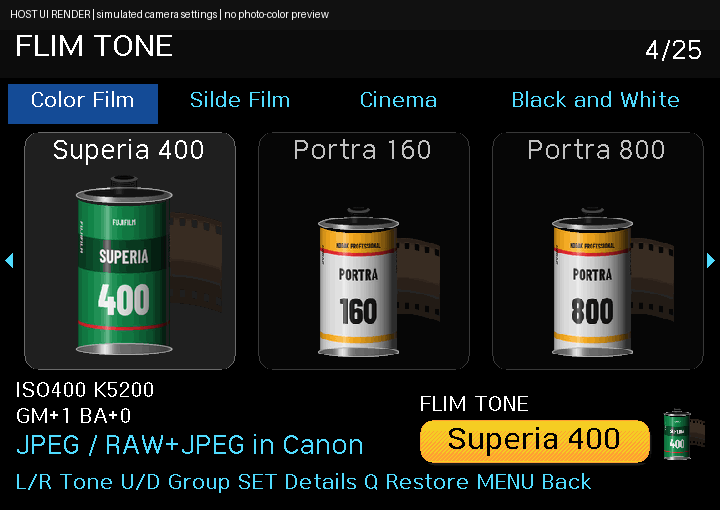 HOST UI RENDER | simulated camera settings | no photo-color preview
FLIM TONE
4/25
Color Film
Silde Film
Cinema
Black and White
Superia 400
Portra 160
Portra 800
FUJIFILM
FUJIFILM
SUPERIA
400
KODAK PROFESSIONAL
PORTRA
160
KODAK PROFESSIONAL
PORTRA
800
ISO400 K5200
GM+1 BA+0
JPEG / RAW+JPEG in Canon
FLIM TONE
Superia 400
SUPERIA
400
L/R Tone U/D Group SET Details Q Restore MENU Back